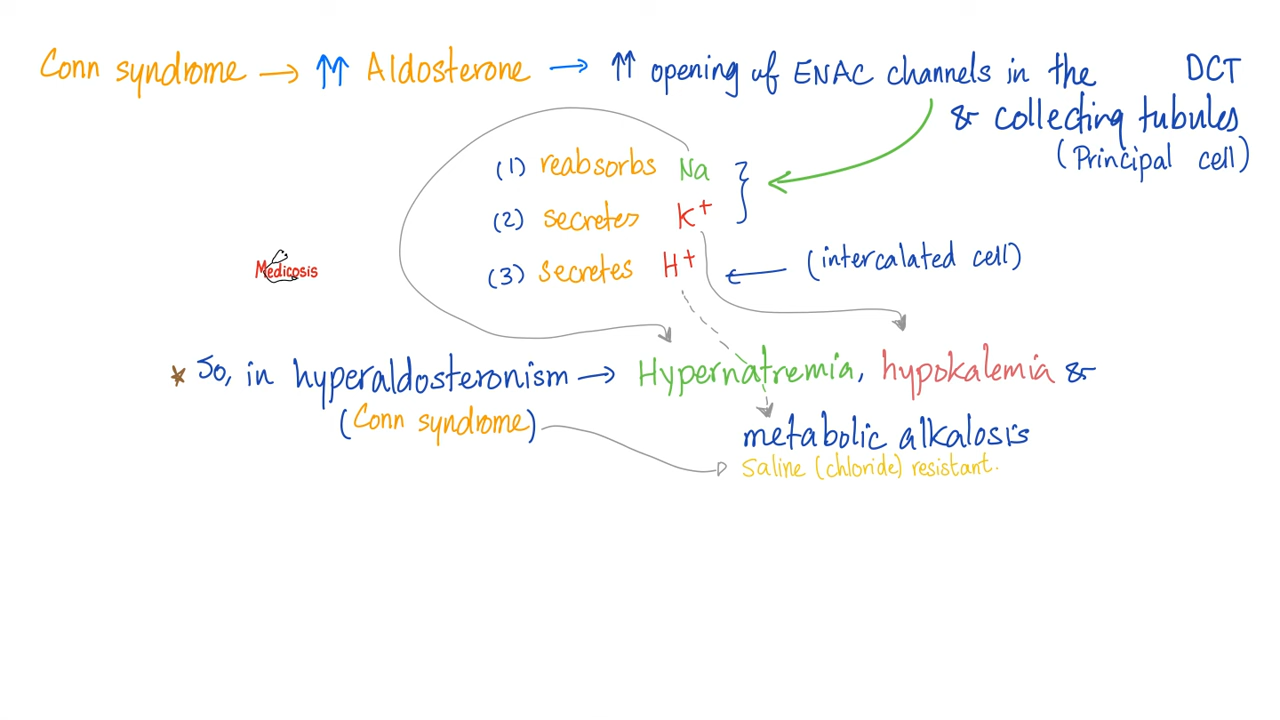 Conn syndrome → ↑↑ Aldosterone → ↑↑ opening of ENAC channels in the DCT
& collecting tubules
(Principal cell)
(1) reabsorbs Na
(2) secretes K+
(3) secretes H+ ← (intercalated cell)
Medicosis
* So, in hyperaldosteronism → Hypernatremia, hypokalemia &
(Conn syndrome)
metabolic alkalosis
saline (chloride) resistant.